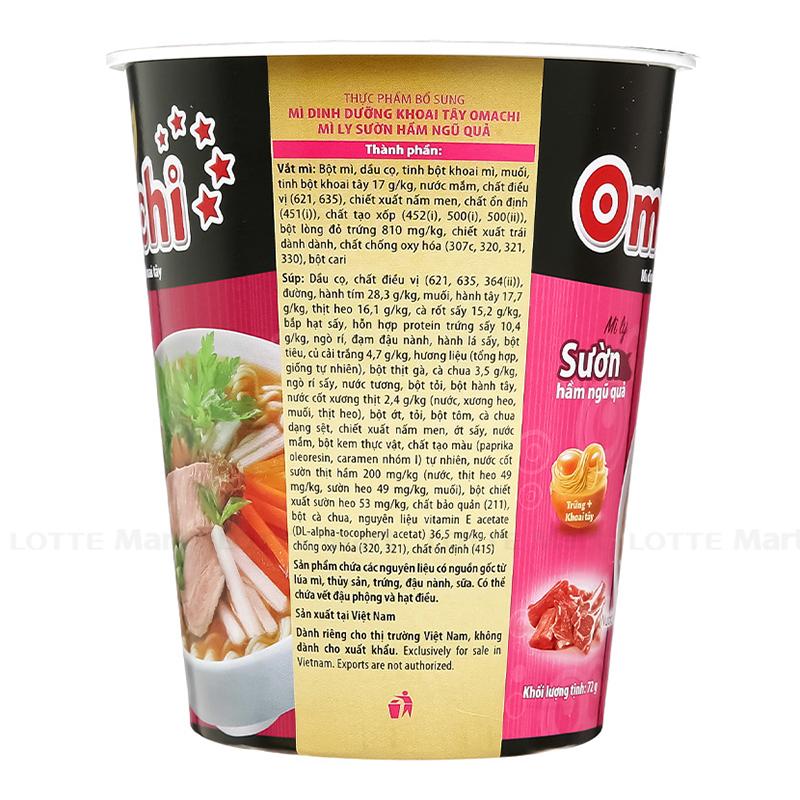 THỰC PHẨM BỔ SUNG
MÌ DINH DƯỠNG KHOAI TÂY OMACHI
MÌ LY SƯỜN HẦM NGŨ QUẢ
Thành phần:
Vắt mì: Bột mì, dầu cọ, tinh bột khoai mì, muối,
tinh bột khoai tây 17 g/kg, nước mắm, chất điều
vị (621, 635), chiết xuất nấm men, chất ổn định
(451(i)), chất tạo xốp (452(i), 500(i), 500(ii)),
bột lòng đỏ trứng 810 mg/kg, chiết xuất trái
dành dành, chất chống oxy hóa (307c, 320, 321,
330), bột cari
Súp: Dầu cọ, chất điều vị (621, 635, 364(ii)),
đường, hành tím 28,3 g/kg, muối, hành tây 17,7
g/kg, thịt heo 16,1 g/kg, cà rốt sấy 15,2 g/kg,
bắp hạt sấy, hỗn hợp protein trứng sấy 10,4
g/kg, ngò rí, đạm đậu nành, hành lá sấy, bột
tiêu, củ cải trắng 4,7 g/kg, hương liệu (tổng hợp,
giống tự nhiên), bột thịt gà, cà chua 3,5 g/kg,
ngò rí sấy, nước tương, bột tỏi, bột hành tây,
nước cốt xương thịt 2,4 g/kg (nước, xương heo,
muối, thịt heo), bột ớt, tỏi, bột tôm, cà chua
dạng sệt, chiết xuất nấm men, ớt sấy, nước
mắm, bột kem thực vật, chất tạo màu (paprika
oleoresin, caramen nhóm I) tự nhiên, nước cốt
sườn thịt hầm 200 mg/kg (nước, thịt heo 49
mg/kg, sườn heo 49 mg/kg, muối), bột chiết
xuất sườn heo 53 mg/kg, chất bảo quản (211),
bột cà chua, nguyên liệu vitamin E acetate
(DL-alpha-tocopheryl acetat) 36,5 mg/kg, chất
chống oxy hóa (320, 321), chất ổn định (415)
Sản phẩm chứa các nguyên liệu có nguồn gốc từ
lúa mì, thủy sản, trứng, đậu nành, sữa. Có thể
chứa vết đậu phộng và hạt điều.
Sản xuất tại Việt Nam
Dành riêng cho thị trường Việt Nam, không
dành cho xuất khẩu. Exclusively for sale in
Vietnam. Exports are not authorized.
chi
Om
Mì ly
Sườn
hầm ngũ quả
Trứng +
Khoai tây
Khối lượng tịnh: 72 g
LOTTE Mart
LOTTE Mart